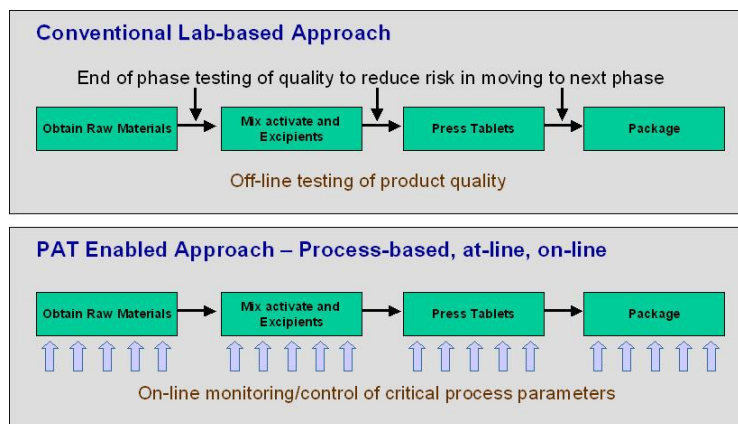 Conventional Lab-based Approach
End of phase testing of quality to reduce risk in moving to next phase
Obtain Raw Materials
Mix activate and
Excipients
Press Tablets
Package
Off-line testing of product quality
PAT Enabled Approach – Process-based, at-line, on-line
Obtain Raw Materials
Mix activate and
Excipients
Press Tablets
Package
On-line monitoring/control of critical process parameters